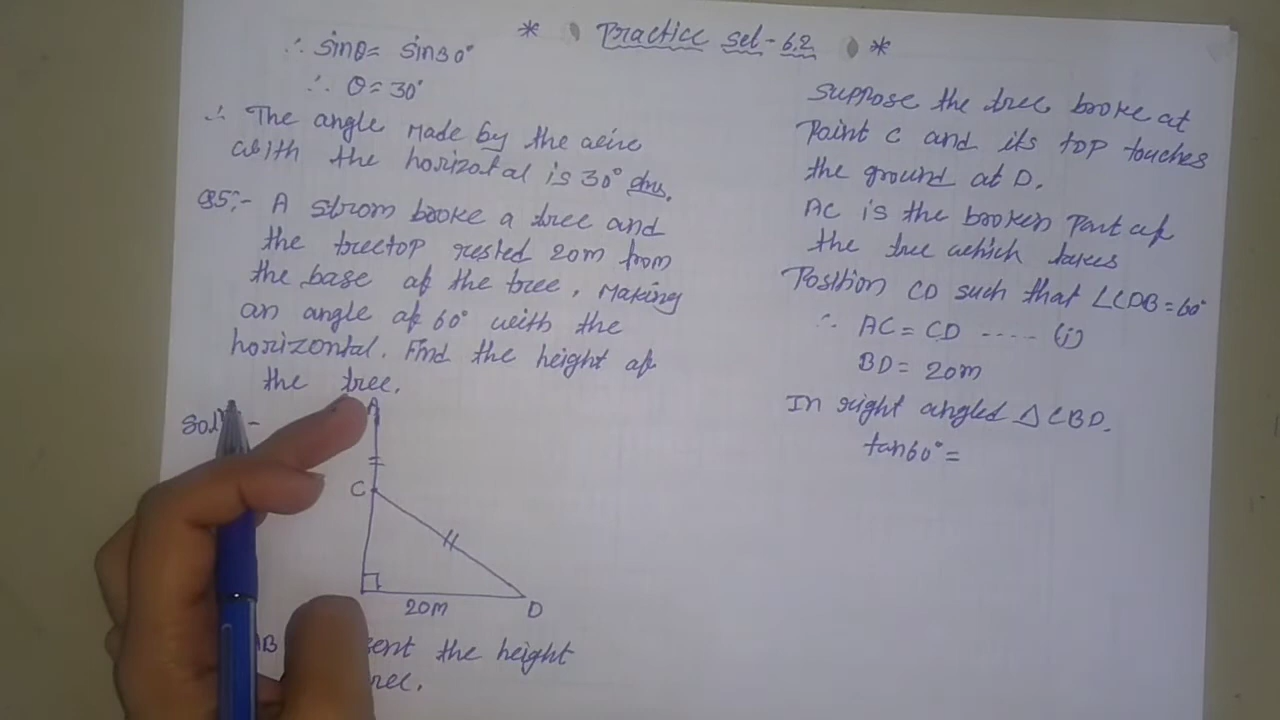 * Practice Set-6.2 *
∴ sinθ= sin30°
∴ θ=30°
∴ The angle Made by the wire
with the horizotal is 30° Ans.
Q5:- A strom broke a tree and
the treetop rested 20m from
the base of the tree, Making
an angle of 60° with the
horizontal. Find the height of
the tree.
Solⁿ-
A
C
20m
D
AB the height
Suppose the tree broke at
Point C and its top touches
the ground at D.
AC is the broken Part of
the tree which takes
Position CD such that ∠CDB=60°
∴ AC = CD ---- (i)
BD = 20m
In right angled △CBD.
tan60° =